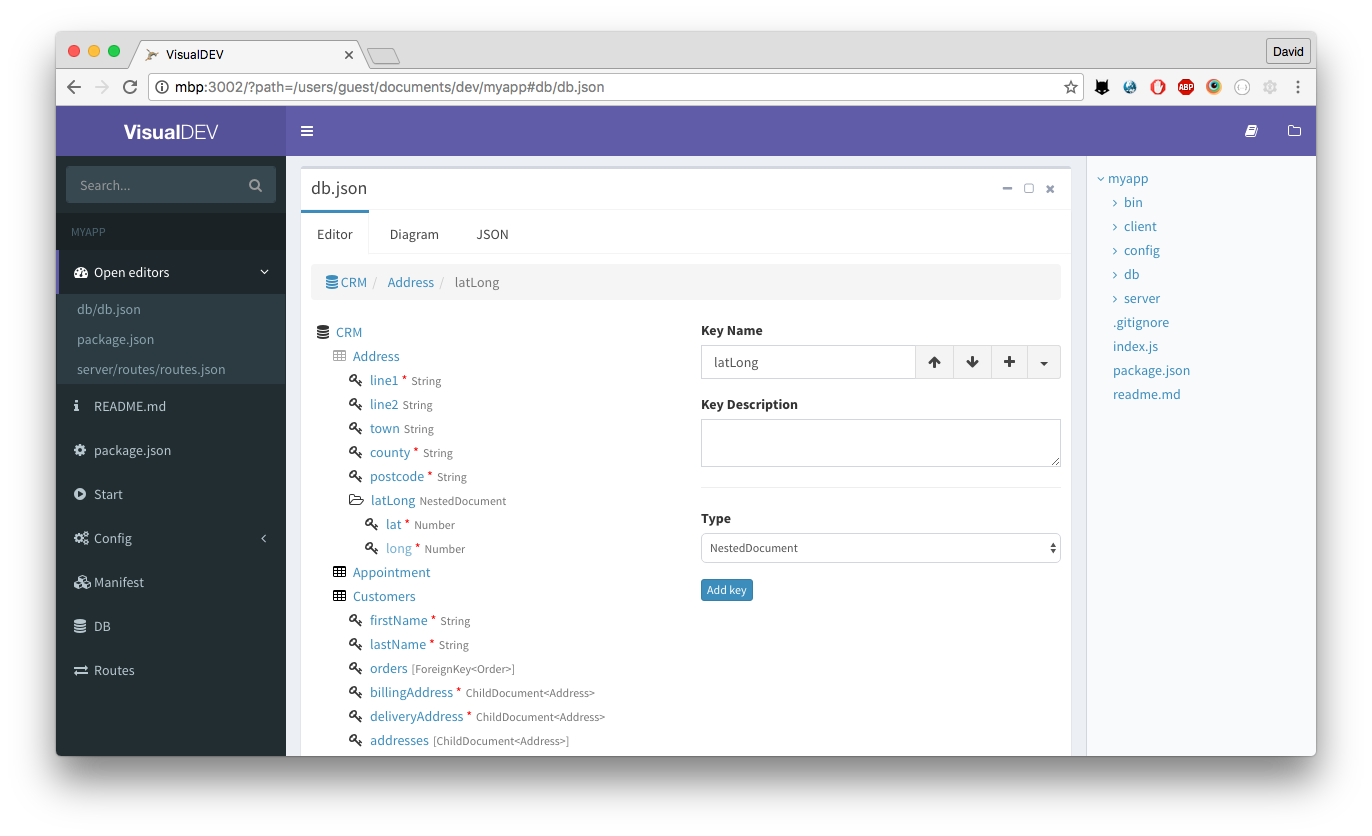 VisualDEV
David
mbp:3002/?path=/users/guest/documents/dev/myapp#db/db.json
ABP
VisualDEV
Search...
MYAPP
Open editors
db/db.json
package.json
server/routes/routes.json
README.md
package.json
Start
Config
Manifest
DB
Routes
db.json
Editor
Diagram
JSON
CRM / Address / latLong
CRM
Address
line1 * String
line2 String
town String
county * String
postcode * String
latLong NestedDocument
lat * Number
long * Number
Appointment
Customers
firstName * String
lastName * String
orders [ForeignKey<Order>]
billingAddress * ChildDocument<Address>
deliveryAddress * ChildDocument<Address>
addresses [ChildDocument<Address>]
Key Name
latLong
Key Description
Type
NestedDocument
Add key
myapp
bin
client
config
db
server
.gitignore
index.js
package.json
readme.md